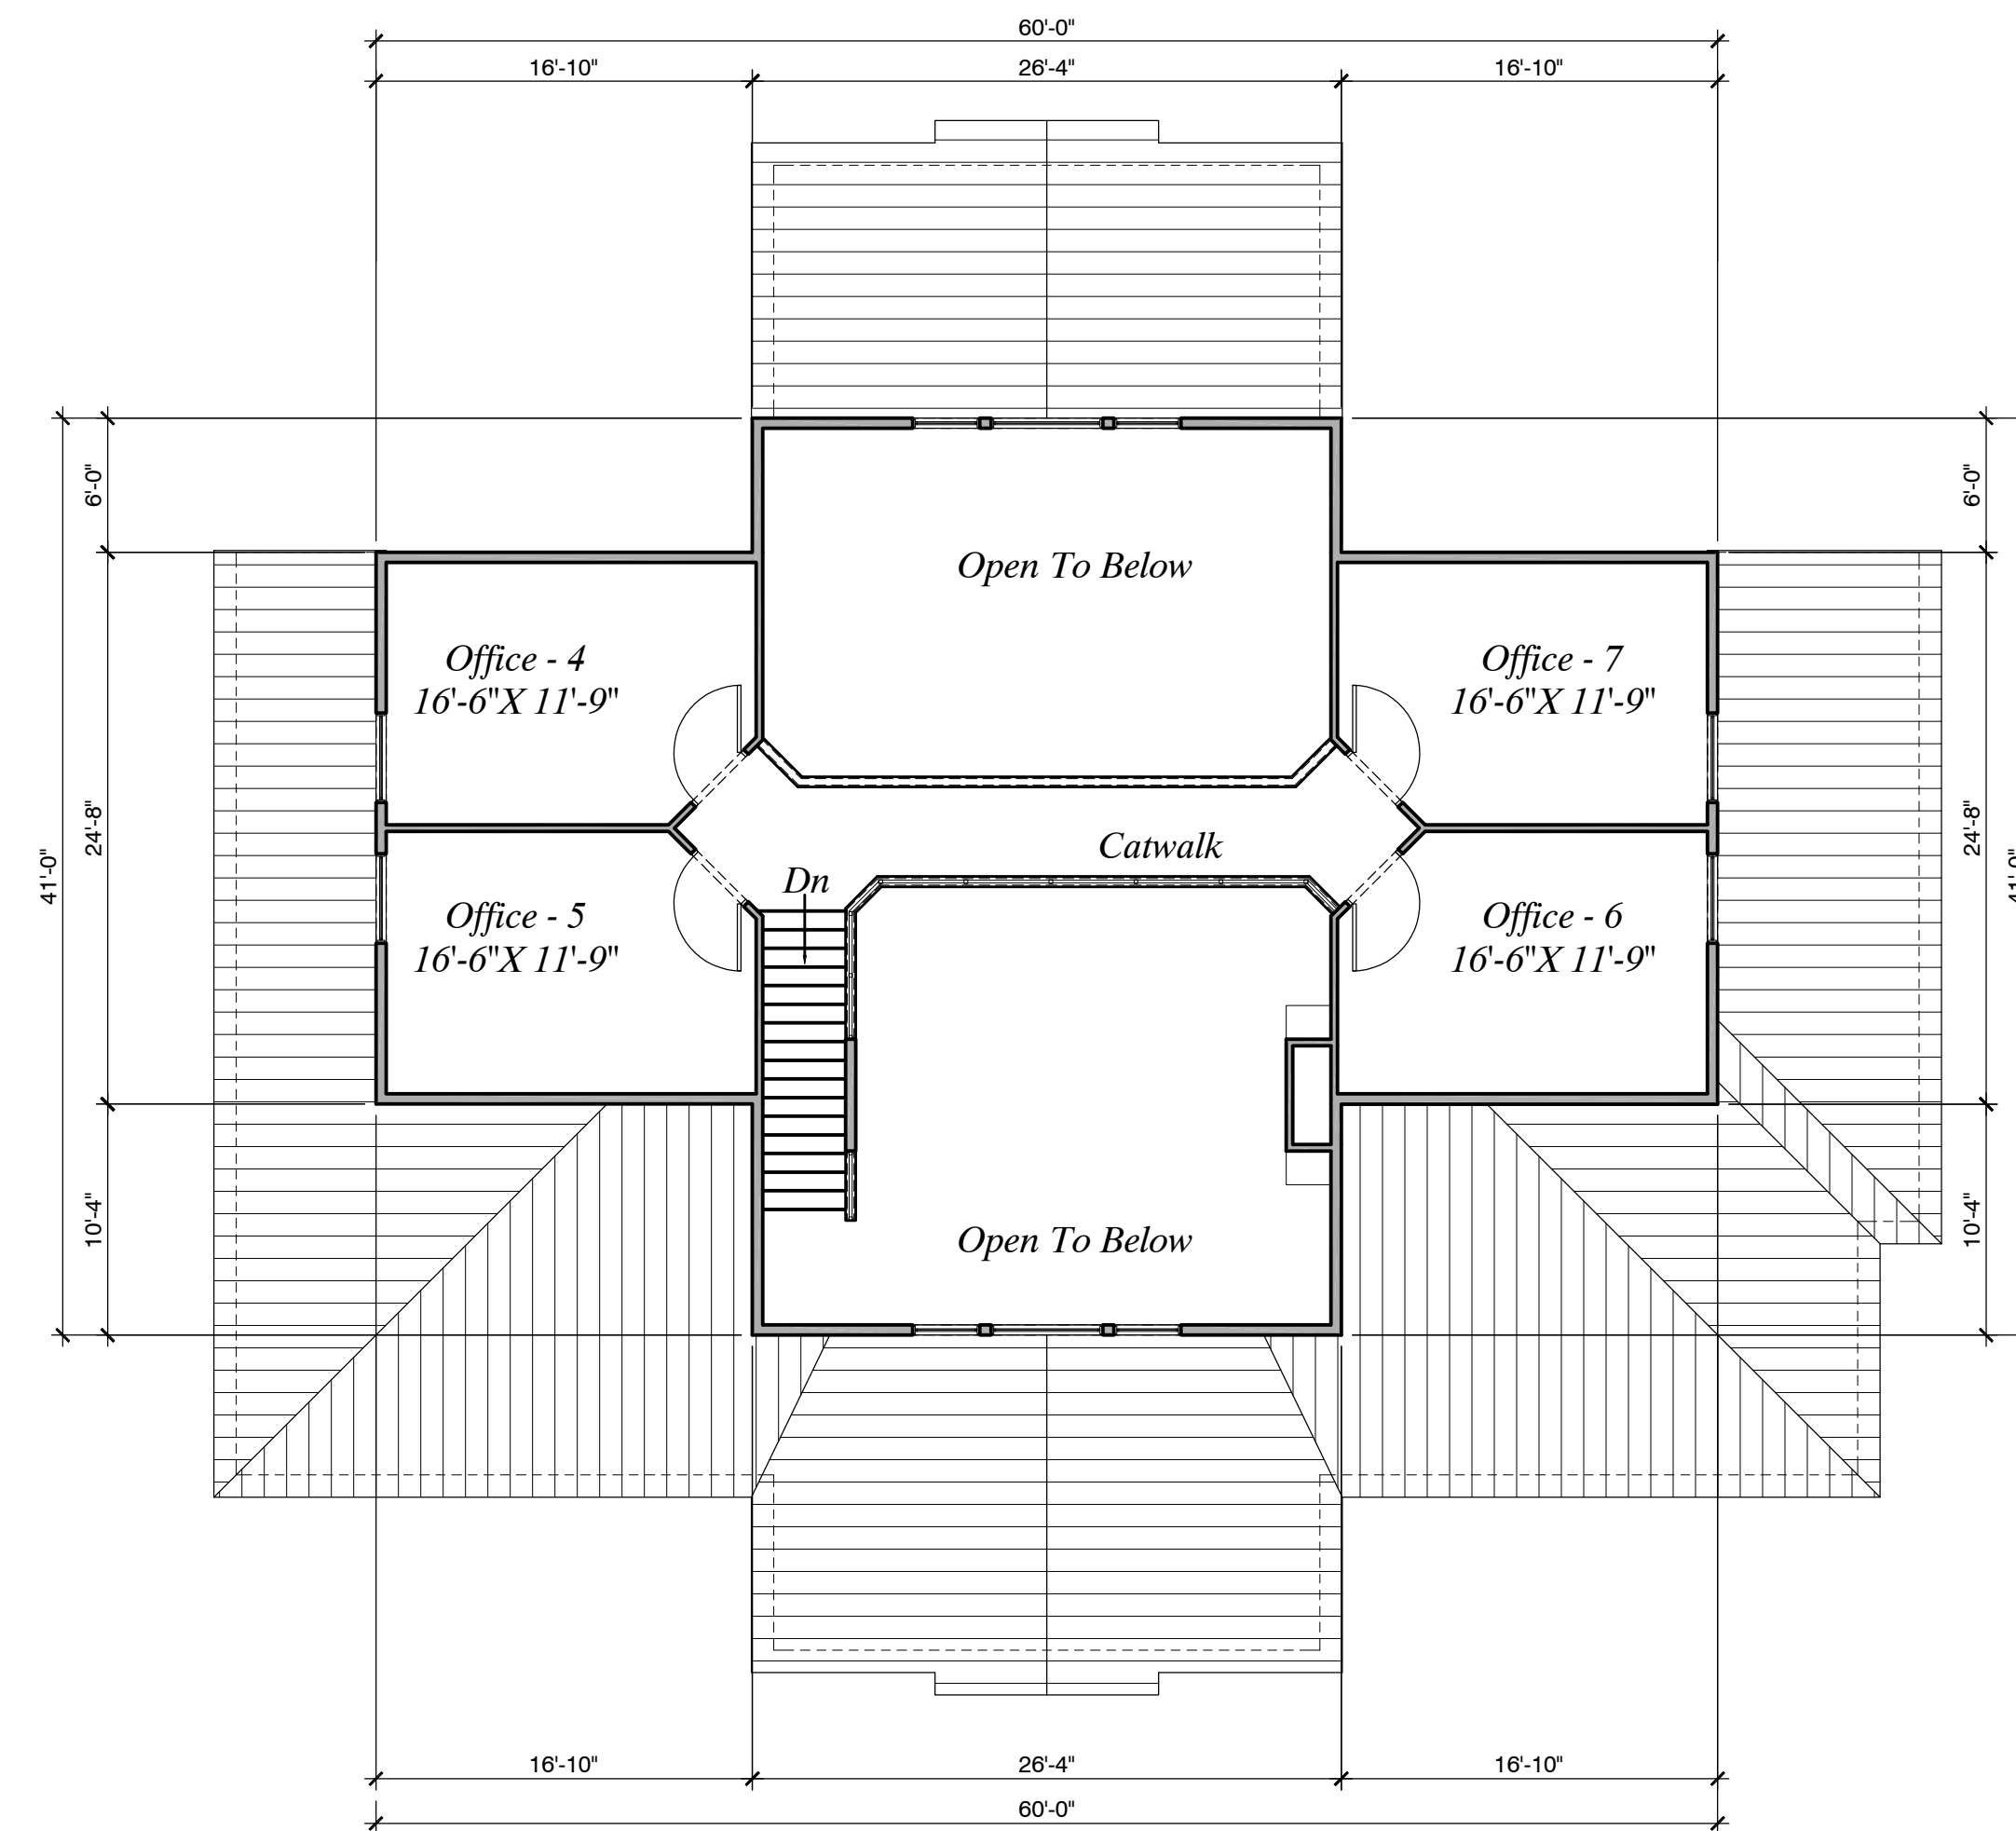 60'-0"
16'-10"
26'-4"
16'-10"
6'-0"
6'-0"
Open To Below
Office - 4
16'-6"X 11'-9"
Office - 7
16'-6"X 11'-9"
24'-8"
24'-8"
41'-0"
41'-0"
Catwalk
Dn
Office - 5
16'-6"X 11'-9"
Office - 6
16'-6"X 11'-9"
10'-4"
10'-4"
Open To Below
16'-10"
26'-4"
16'-10"
60'-0"